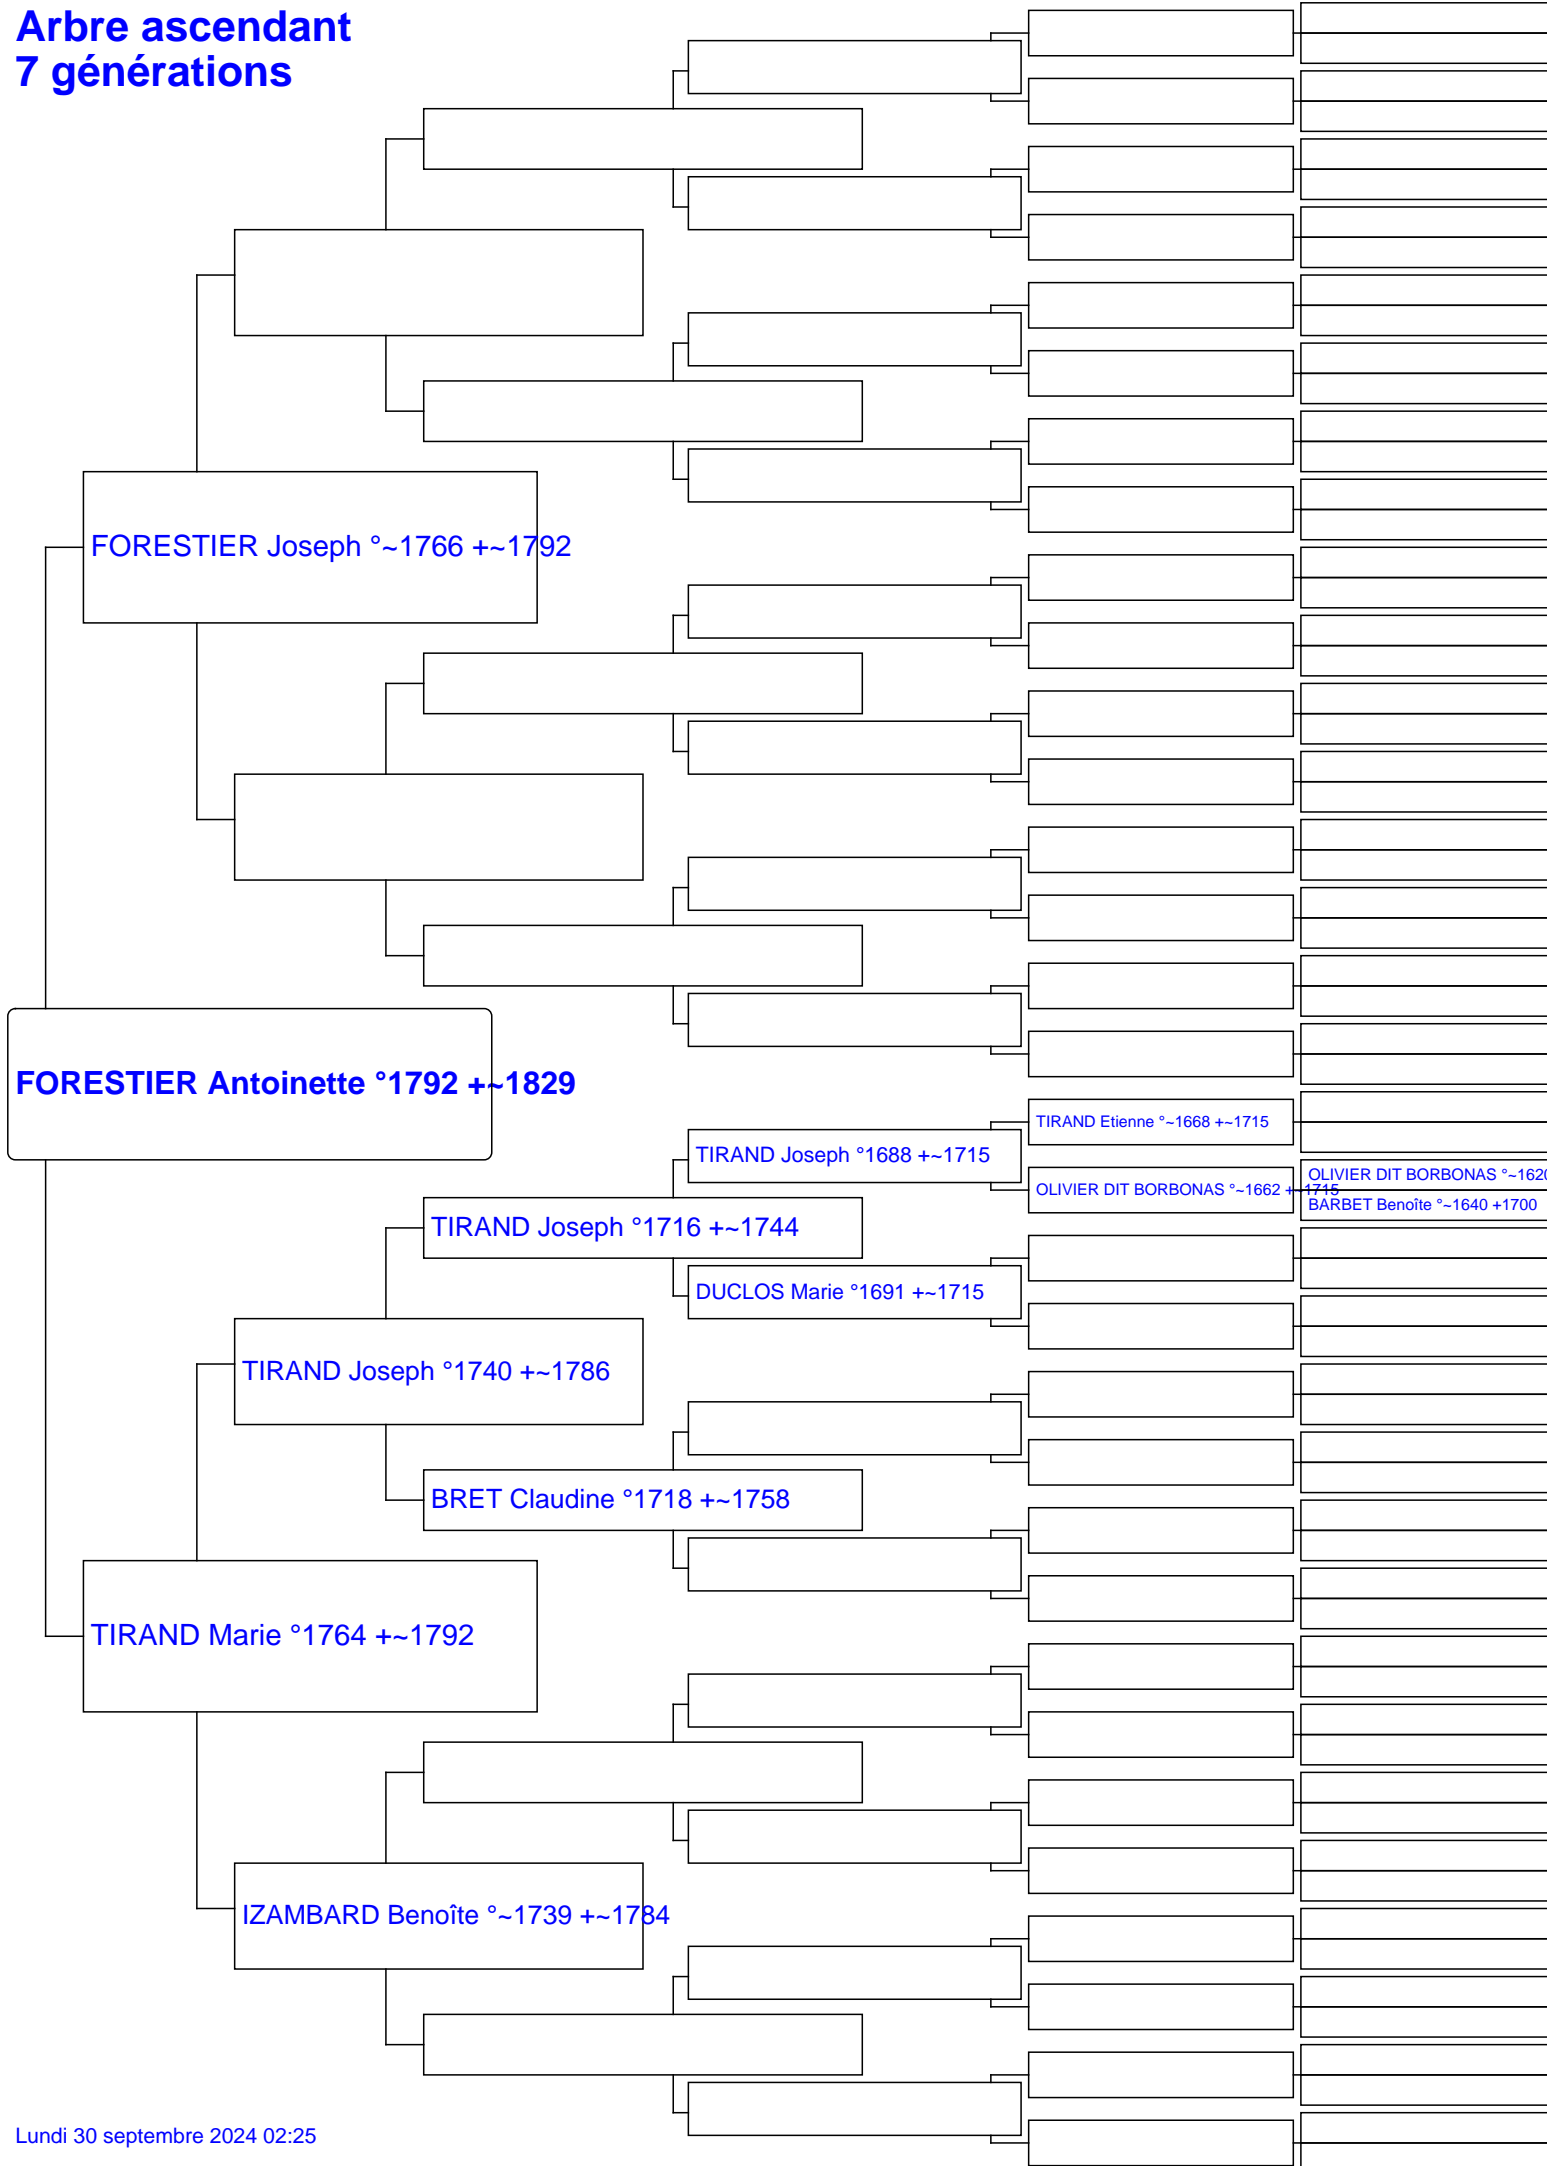 Arbre ascendant
7 générations
FORESTIER Joseph °~1766 +~1792
FORESTIER Antoinette °1792 +~1829
TIRAND Etienne °~1668 +~1715
TIRAND Joseph °1688 +~1715
OLIVIER DIT BORBONAS °~1620
OLIVIER DIT BORBONAS °~1662 +~1715
BARBET Benoîte °~1640 +1700
TIRAND Joseph °1716 +~1744
DUCLOS Marie °1691 +~1715
TIRAND Joseph °1740 +~1786
BRET Claudine °1718 +~1758
TIRAND Marie °1764 +~1792
IZAMBARD Benoîte °~1739 +~1784
Lundi 30 septembre 2024 02:25